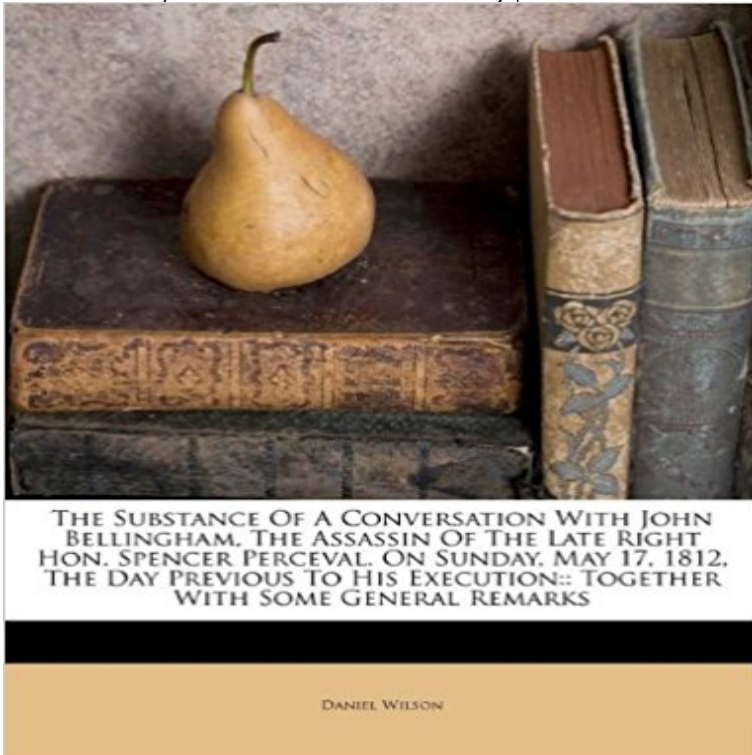 The Substance Of A Conversation With John
Bellingham, The Assassin Of The Late Right
Hon. Spencer Perceval. On Sunday, May 17, 1812,
The Day Previous To His Execution:: Together
With Some General Remarks
Daniel Wilson